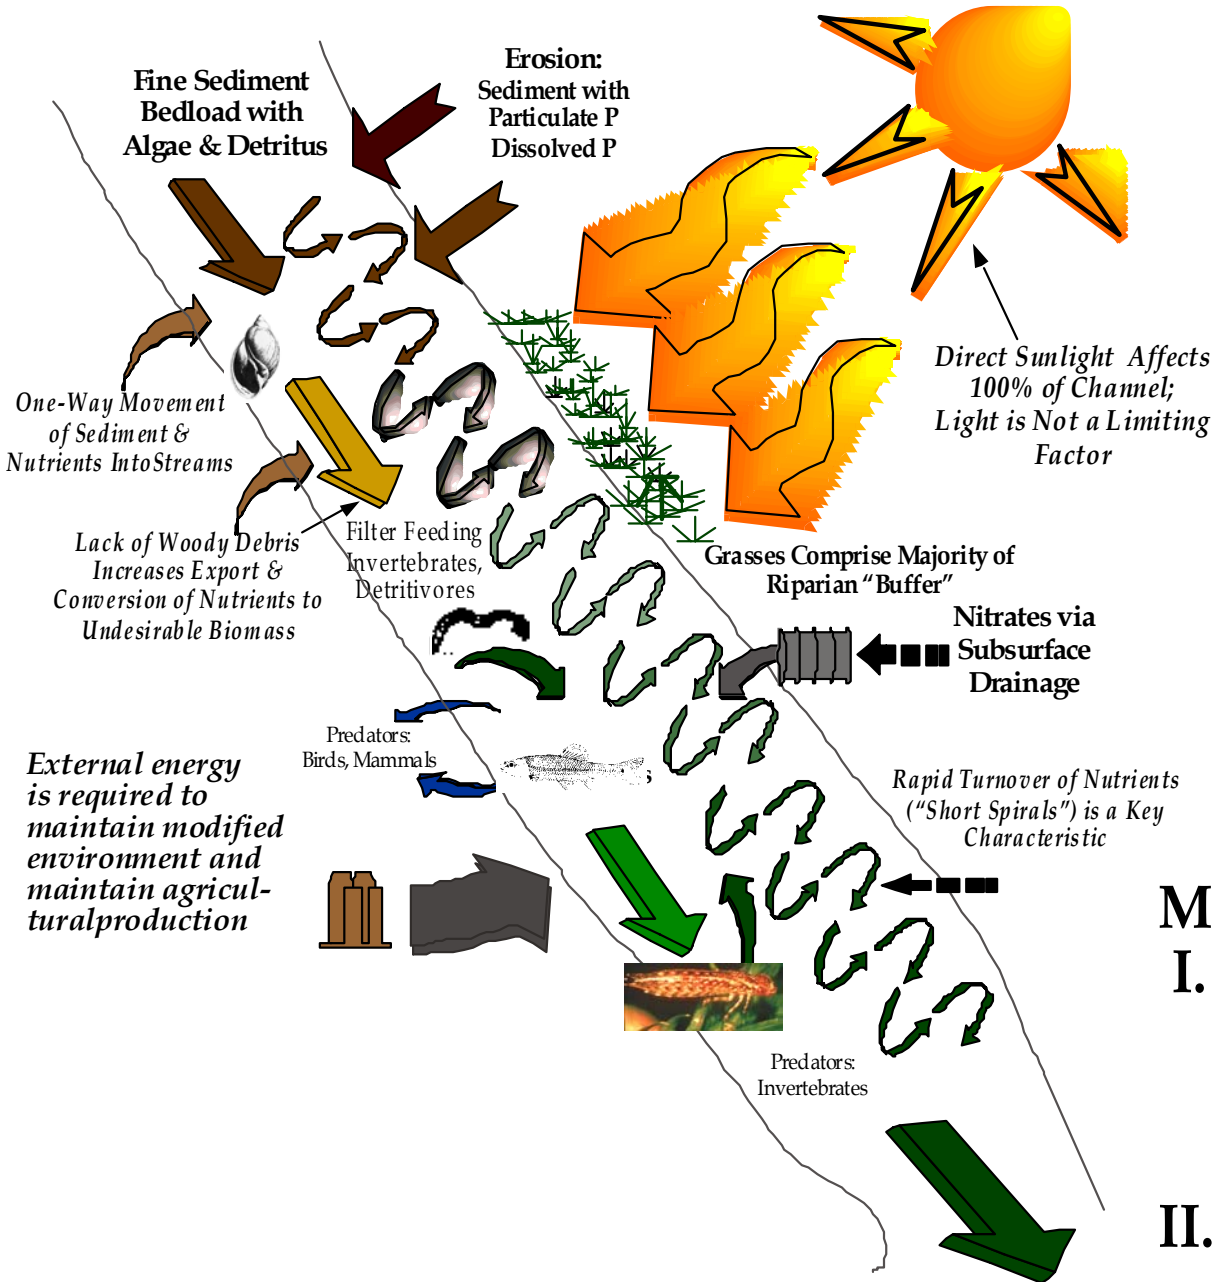 Fine Sediment
Bedload with
Algae & Detritus
Erosion:
Sediment with
Particulate P
Dissolved P
Direct Sunlight Affects
100% of Channel;
Light is Not a Limiting
Factor
One-Way Movement
of Sediment &
Nutrients IntoStreams
Lack of Woody Debris
Increases Export &
Conversion of Nutrients to
Undesirable Biomass
Filter Feeding
Invertebrates,
Detritivores
Grasses Comprise Majority of
Riparian “Buffer”
Nitrates via
Subsurface
Drainage
Predators:
Birds, Mammals
External energy
is required to
maintain modified
environment and
maintain agricul-
turalproduction
Rapid Turnover of Nutrients
(“Short Spirals”) is a Key
Characteristic
M
I.
Predators:
Invertebrates
II.